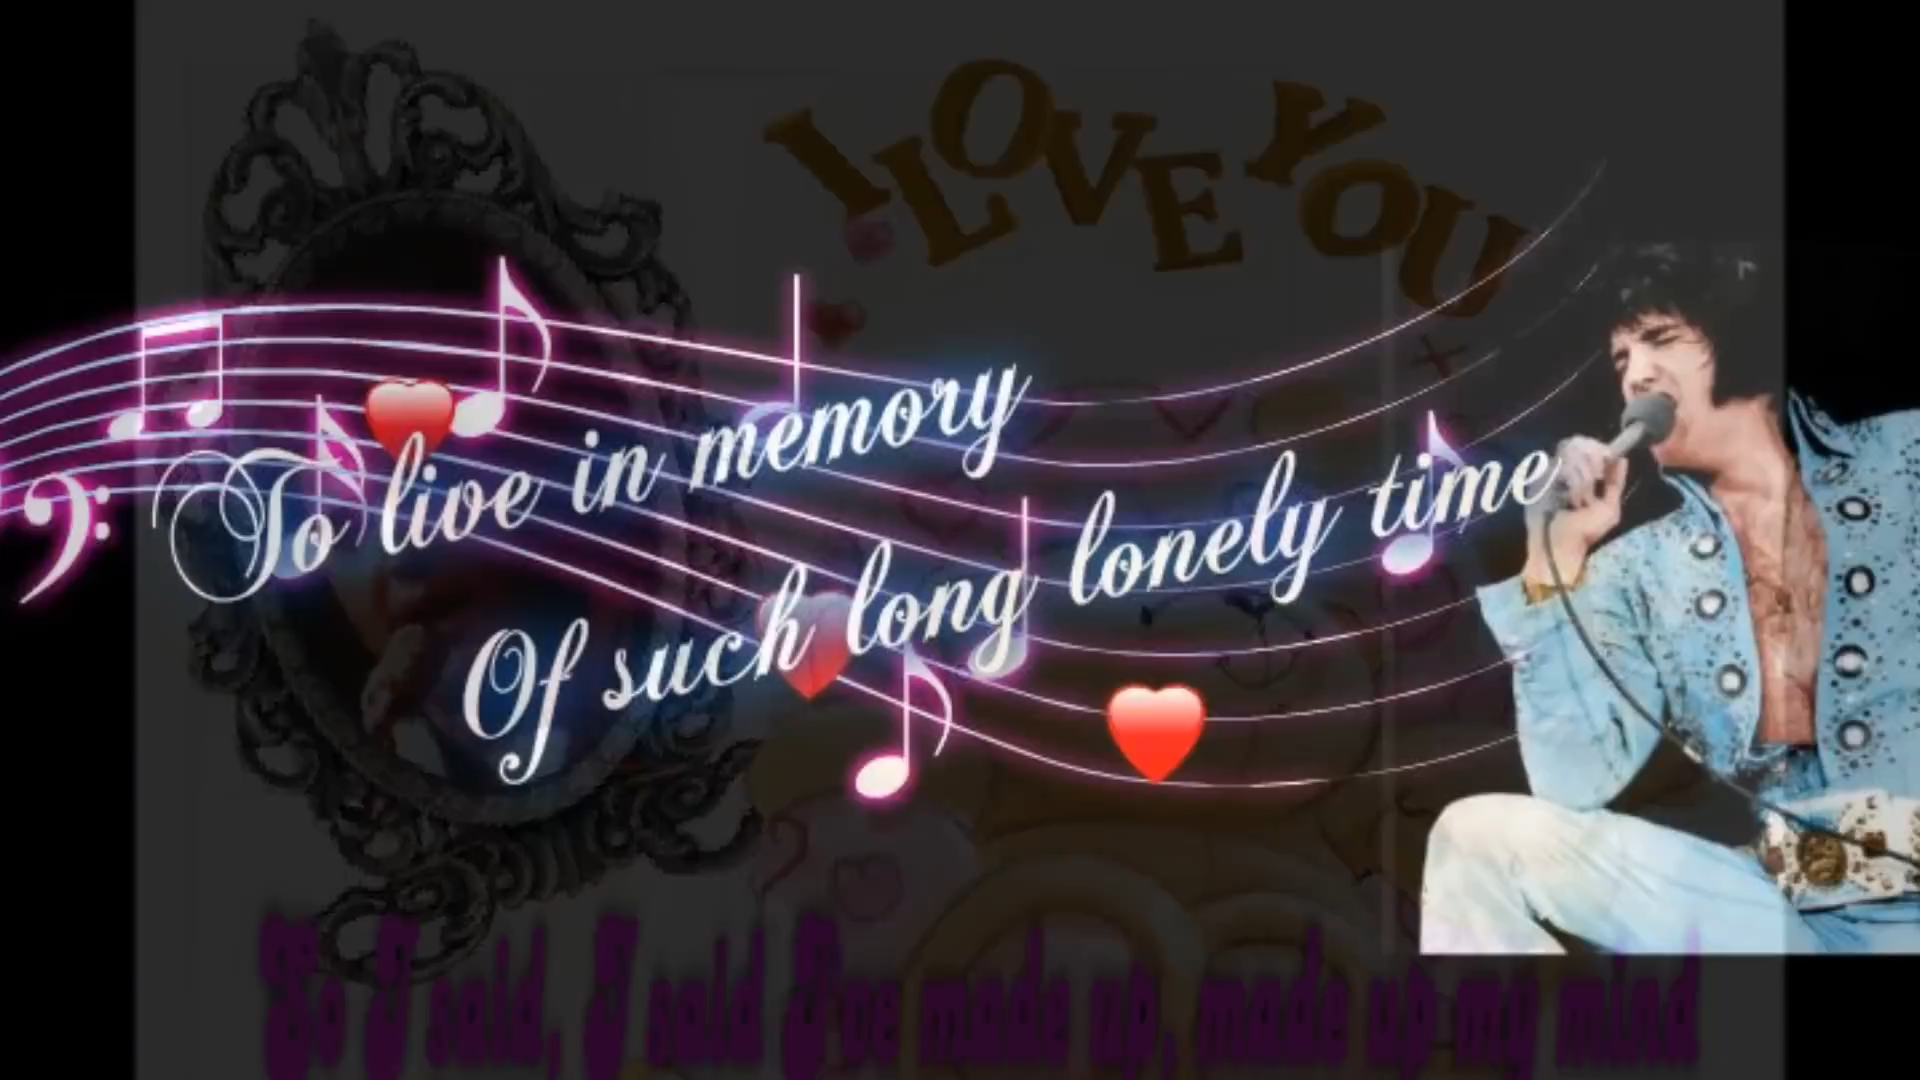 I LOVE YOU
To live in memory
Of such long lonely time
So I said, I said I've made up, made up my mind